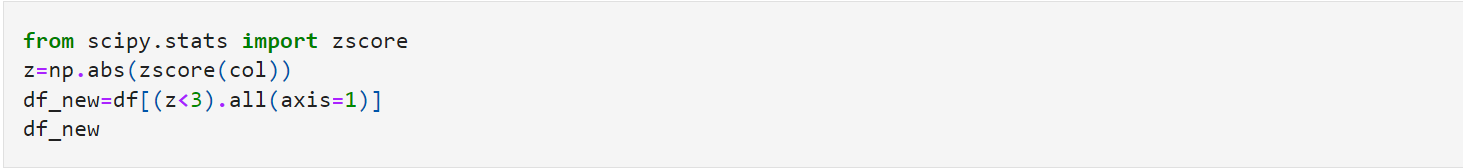 from scipy.stats import zscore
z=np.abs(zscore(col))
df_new=df[(z<3).all(axis=1)]
df_new